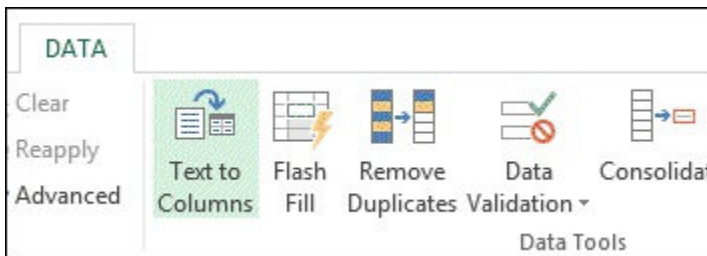 DATA
Clear
Reapply
Advanced
Text to
Columns
Flash
Fill
Remove
Duplicates
Data
Validation
Consolidat
Data Tools